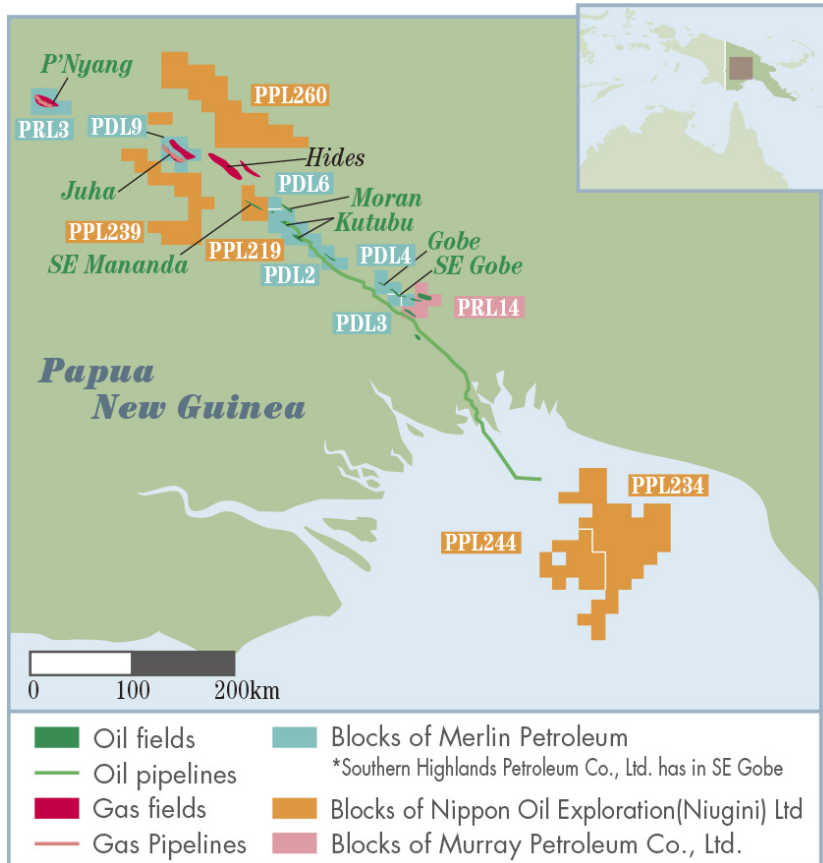 P'Nyang
PPL260
PRL3
PDL9
Hides
Juha
PDL6
Moran
Kutubu
PPL239
PPL219
Gobe
SE Mananda
PDL2
PDL4
SE Gobe
PDL3
PRL14
Papua
New Guinea
PPL234
PPL244
0 100 200km
Oil fields
Oil pipelines
Gas fields
Gas Pipelines
Blocks of Merlin Petroleum
*Southern Highlands Petroleum Co., Ltd. has in SE Gobe
Blocks of Nippon Oil Exploration(Niugini) Ltd
Blocks of Murray Petroleum Co., Ltd.